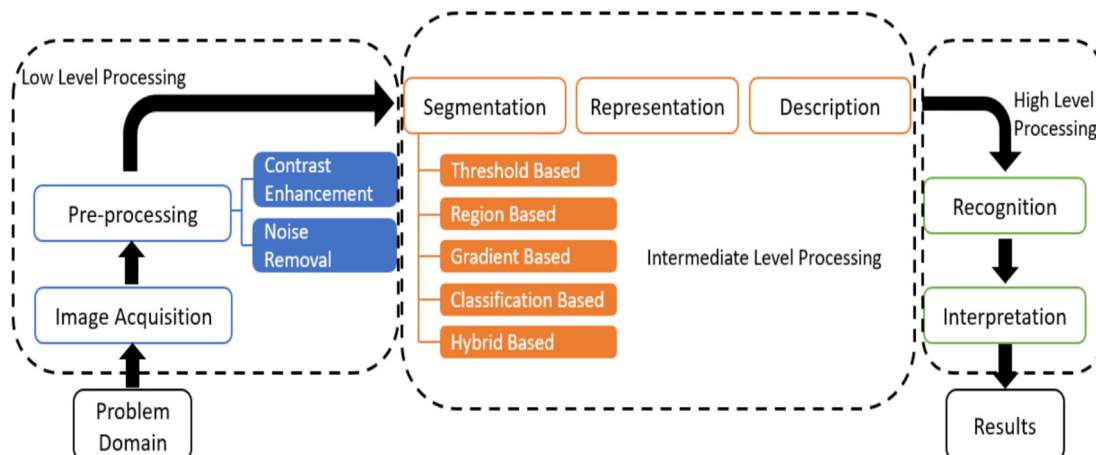 Low Level Processing
Contrast
Enhancement
Pre-processing
Noise
Removal
Image Acquisition
Problem
Domain
Segmentation
Representation
Description
Threshold Based
Region Based
Gradient Based
Classification Based
Hybrid Based
Intermediate Level Processing
High Level
Processing
Recognition
Interpretation
Results